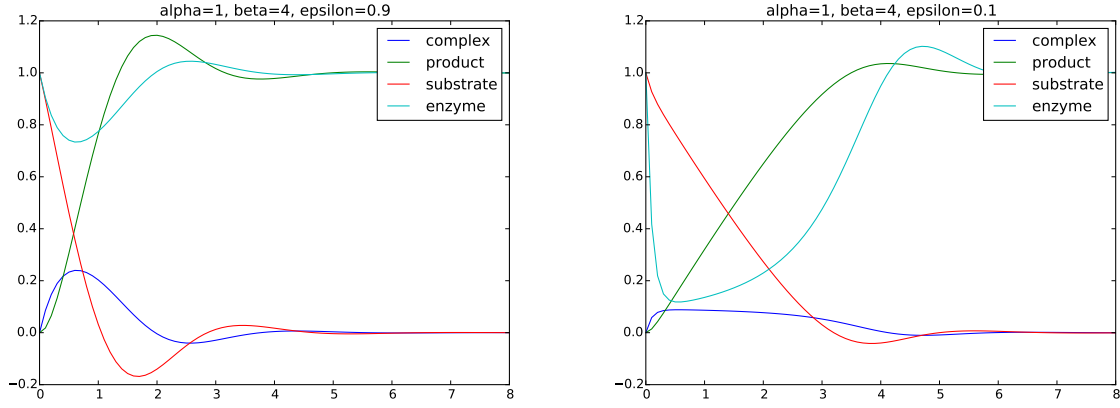 alpha=1, beta=4, epsilon=0.9
1.2
1.0
0.8
0.6
0.4
0.2
0.0
−0.2
0 1 2 3 4 5 6 7 8
complex
product
substrate
enzyme
alpha=1, beta=4, epsilon=0.1
1.2
1.0
0.8
0.6
0.4
0.2
0.0
−0.2
0 1 2 3 4 5 6 7 8
complex
product
substrate
enzyme